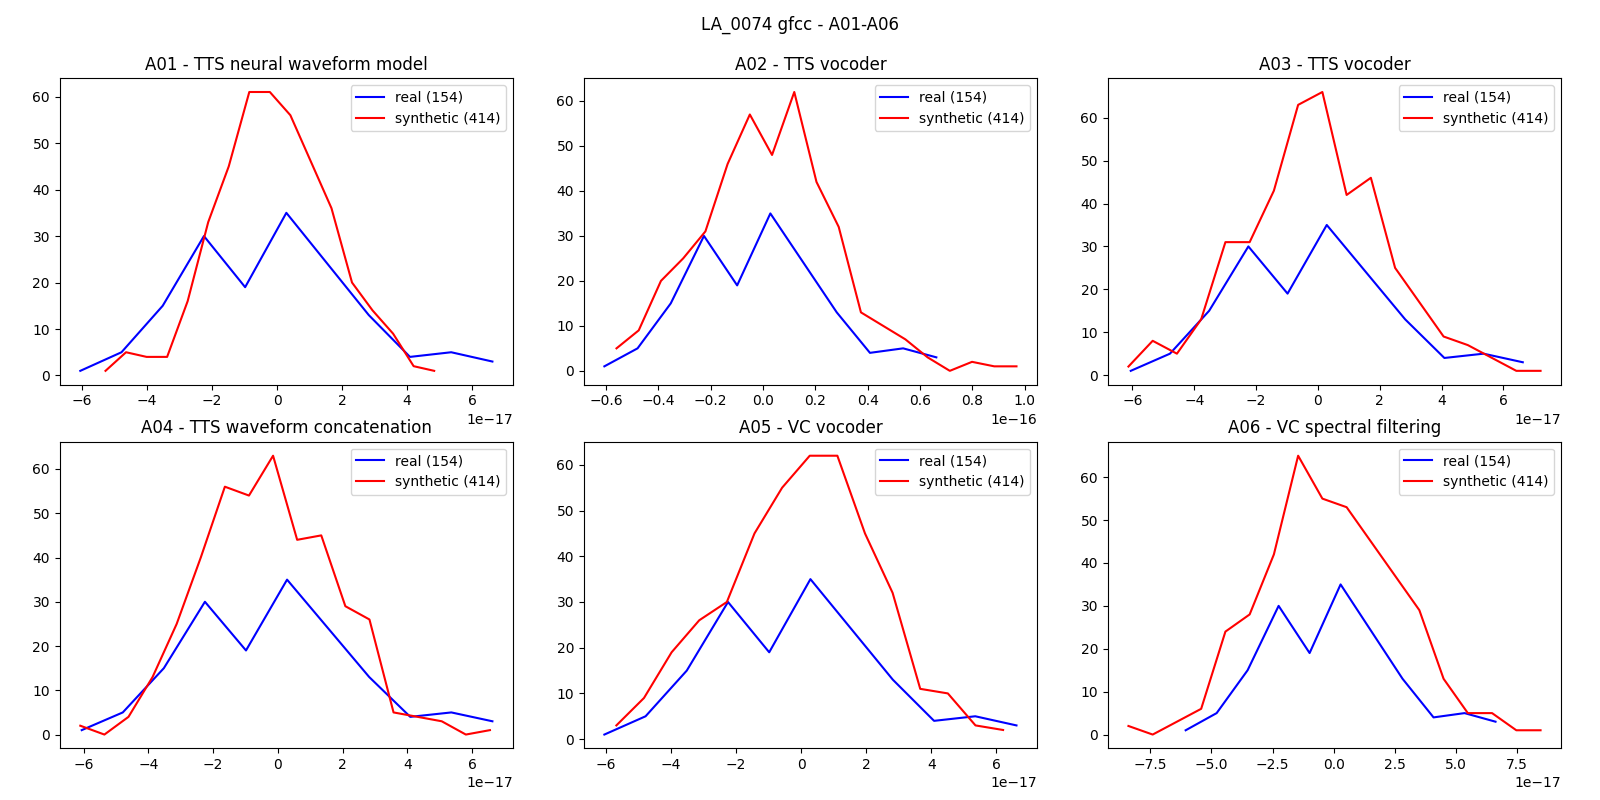 LA_0074 gfcc - A01-A06
A01 - TTS neural waveform model
real (154)
synthetic (414)
60
50
40
30
20
10
0
−6 −4 −2 0 2 4 6
1e−17
A02 - TTS vocoder
real (154)
synthetic (414)
60
50
40
30
20
10
0
−0.6 −0.4 −0.2 0.0 0.2 0.4 0.6 0.8 1.0
1e−16
A03 - TTS vocoder
real (154)
synthetic (414)
60
50
40
30
20
10
0
−6 −4 −2 0 2 4 6
1e−17
A04 - TTS waveform concatenation
real (154)
synthetic (414)
60
50
40
30
20
10
0
−6 −4 −2 0 2 4 6
1e−17
A05 - VC vocoder
real (154)
synthetic (414)
60
50
40
30
20
10
0
−6 −4 −2 0 2 4 6
1e−17
A06 - VC spectral filtering
real (154)
synthetic (414)
60
50
40
30
20
10
0
−7.5 −5.0 −2.5 0.0 2.5 5.0 7.5
1e−17